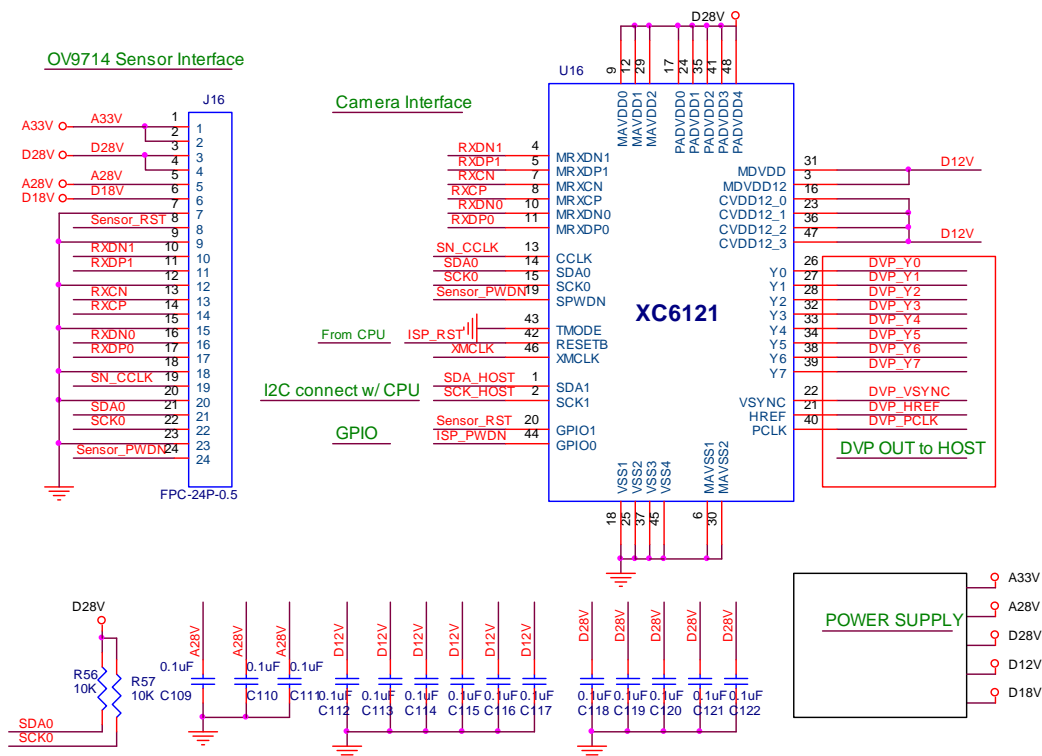 D28V
OV9714 Sensor Interface
U16
Camera Interface
J16
9 12 29 17 24 35 41 48
MAVDD0 MAVDD1 MAVDD2 PADVDD0 PADVDD1 PADVDD2 PADVDD3 PADVDD4
A33V A33V 1 1
2 2
D28V D28V 3 3
4 4
A28V A28V 5 5
D18V D18V 6 6
7 7
Sensor_RST 8 8
9 9
RXDN1 10 10
RXDP1 11 11
12 12
RXCN 13 13
RXCP 14 14
15 15
RXDN0 16 16
RXDP0 17 17
18 18
SN_CCLK 19 19
20 20
SDA0 21 21
SCK0 22 22
23 23
Sensor_PWDN 24 24
FPC-24P-0.5
RXDN1 4 MRXDN1
RXDP1 5 MRXDP1
RXCN 7 MRXCN
RXCP 8 MRXCP
RXDN0 10 MRXDN0
RXDP0 11 MRXDP0
SN_CCLK 13 CCLK
SDA0 14 SDA0
SCK0 15 SCK0
Sensor_PWDN 19 SPWDN
43 TMODE
From CPU ISP_RST 42 RESETB
XMCLK 46 XMCLK
I2C connect w/ CPU
SDA_HOST 1 SDA1
SCK_HOST 2 SCK1
GPIO
Sensor_RST 20 GPIO1
ISP_PWDN 44 GPIO0
XC6121
MDVDD 31 D12V
MDVDD12 3
CVDD12_0 16
CVDD12_1 23
CVDD12_2 36
CVDD12_3 47 D12V
Y0 26 DVP_Y0
Y1 27 DVP_Y1
Y2 28 DVP_Y2
Y3 32 DVP_Y3
Y4 33 DVP_Y4
Y5 34 DVP_Y5
Y6 38 DVP_Y6
Y7 39 DVP_Y7
VSYNC 22 DVP_VSYNC
HREF 21 DVP_HREF
PCLK 40 DVP_PCLK
DVP OUT to HOST
VSS1 VSS2 VSS3 VSS4 MAVSS1 MAVSS2
18 25 37 45 6 30
D28V
R56
10K
R57
10K
SDA0
SCK0
A28V A28V A28V D12V D12V D12V D12V D12V D12V D28V D28V D28V D28V D28V
0.1uF 0.1uF 0.1uF
C109 C110 C111
0.1uF 0.1uF 0.1uF 0.1uF 0.1uF 0.1uF
C112 C113 C114 C115 C116 C117
0.1uF 0.1uF 0.1uF 0.1uF 0.1uF
C118 C119 C120 C121 C122
POWER SUPPLY
A33V
A28V
D28V
D12V
D18V